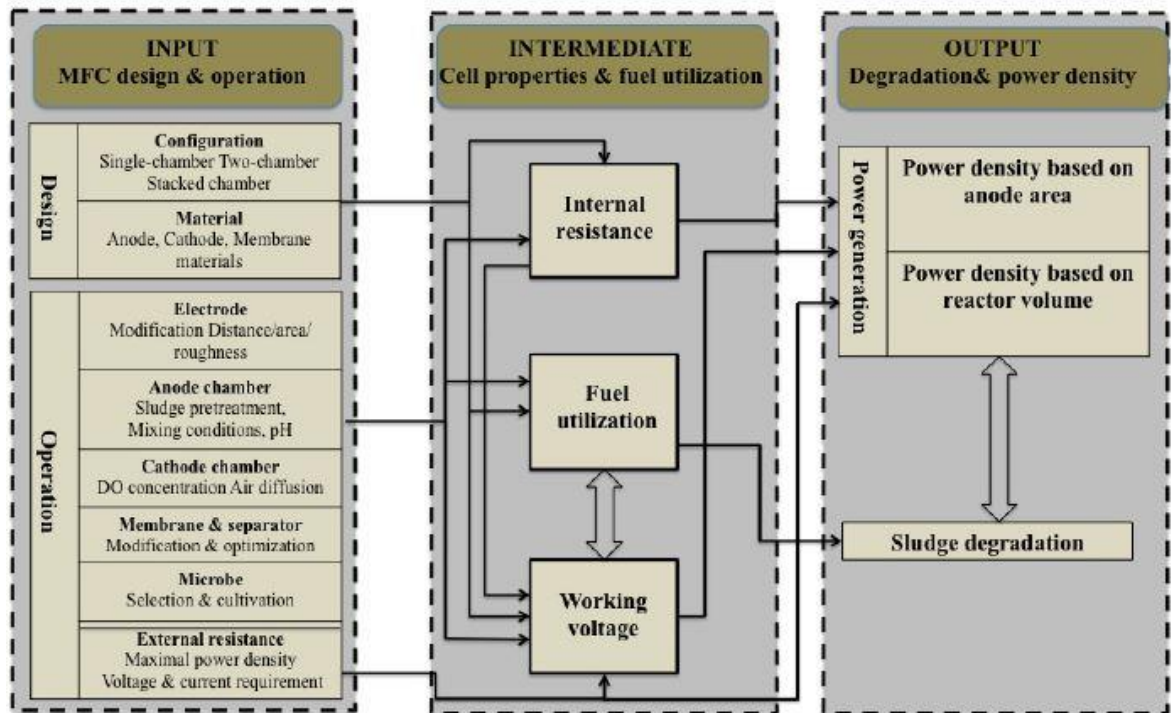 INPUT
MFC design & operation
Design
Configuration
Single-chamber Two-chamber
Stacked chamber
Material
Anode, Cathode, Membrane
materials
Operation
Electrode
Modification Distance/area/
roughness
Anode chamber
Sludge pretreatment,
Mixing conditions, pH
Cathode chamber
DO concentration Air diffusion
Membrane & separator
Modification & optimization
Microbe
Selection & cultivation
External resistance
Maximal power density
Voltage & current requirement
INTERMEDIATE
Cell properties & fuel utilization
Internal
resistance
Fuel
utilization
Working
voltage
OUTPUT
Degradation& power density
Power generation
Power density based on
anode area
Power density based on
reactor volume
Sludge degradation